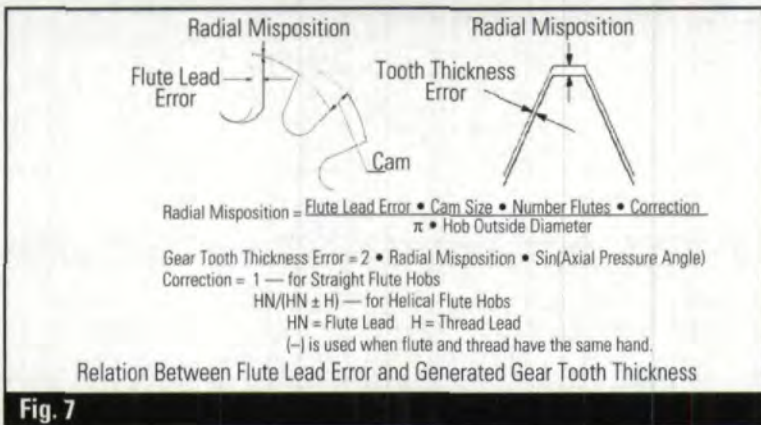 Radial Misposition
Radial Misposition
Flute Lead
Error
Tooth Thickness
Error
Cam
Radial Misposition = Flute Lead Error • Cam Size • Number Flutes • Correction
π • Hob Outside Diameter
Gear Tooth Thickness Error = 2 • Radial Misposition • Sin(Axial Pressure Angle)
Correction = 1 — for Straight Flute Hobs
HN/(HN ± H) — for Helical Flute Hobs
HN = Flute Lead H = Thread Lead
(–) is used when flute and thread have the same hand.
Relation Between Flute Lead Error and Generated Gear Tooth Thickness
Fig. 7